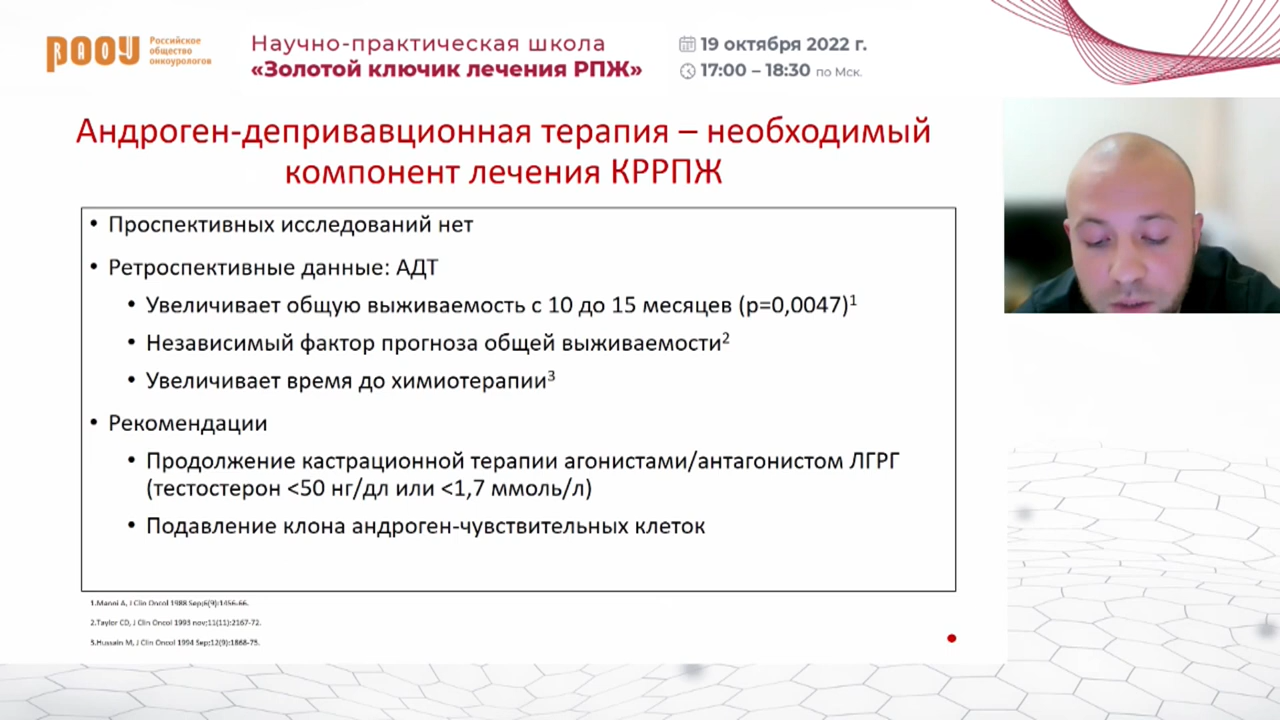 РООУ
Российское
общество
онкоурологов
Научно-практическая школа
«Золотой ключик лечения РПЖ»
19 октября 2022 г.
17:00 – 18:30 по Мск.
Андроген-депривавционная терапия – необходимый
компонент лечения КРРПЖ
• Проспективных исследований нет
• Ретроспективные данные: АДТ
• Увеличивает общую выживаемость с 10 до 15 месяцев (p=0,0047)1
• Независимый фактор прогноза общей выживаемости2
• Увеличивает время до химиотерапии3
• Рекомендации
• Продолжение кастрационной терапии агонистами/антагонистом ЛГРГ
(тестостерон <50 нг/дл или <1,7 ммоль/л)
• Подавление клона андроген-чувствительных клеток
1.Manni A, J Clin Oncol 1988 Sep;6(9):1456-66.
2.Taylor CD, J Clin Oncol 1993 nov;11(11):2167-72.
3.Hussain M, J Clin Oncol 1994 Sep;12(9):1868-75.